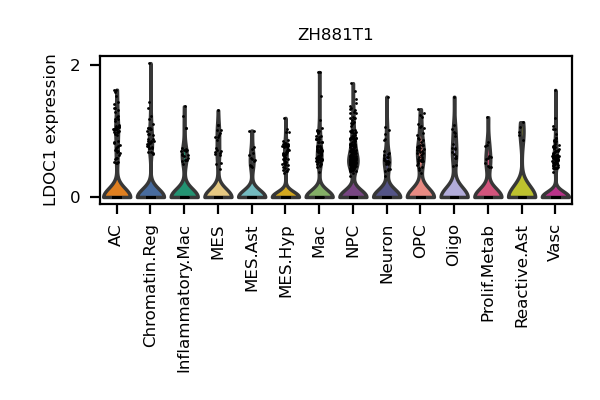 ZH881T1
LDOC1 expression
2
0
AC
Chromatin.Reg
Inflammatory.Mac
MES
MES.Ast
MES.Hyp
Mac
NPC
Neuron
OPC
Oligo
Prolif.Metab
Reactive.Ast
Vasc